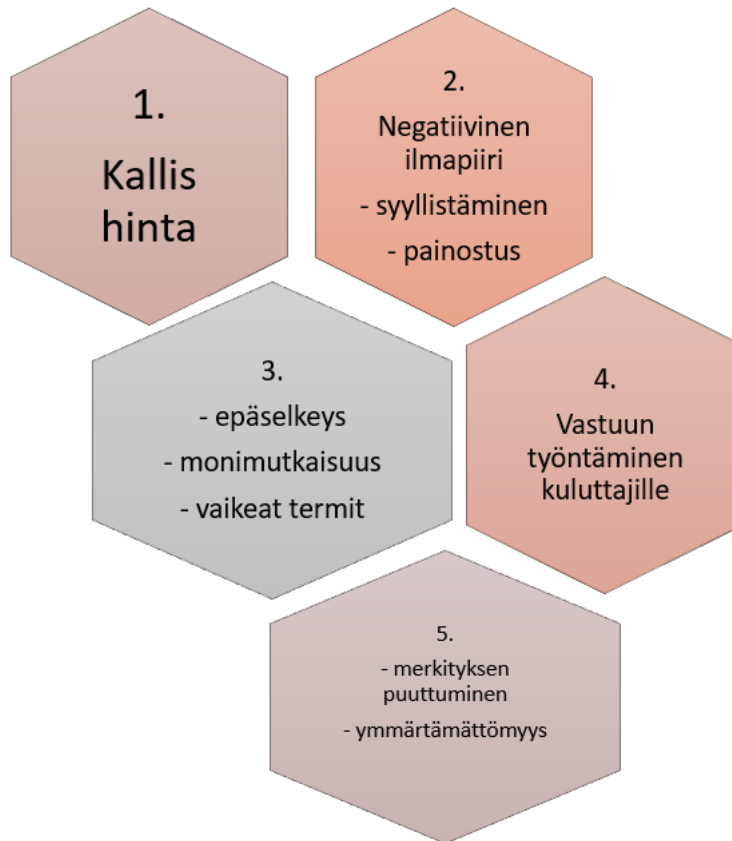 1.
Kallis
hinta
2.
Negatiivinen
ilmapiiri
- syyllistäminen
- painostus
3.
- epäselkeys
- monimutkaisuus
- vaikeat termit
4.
Vastuun
työntäminen
kuluttajille
5.
- merkityksen
puuttuminen
- ymmärtämättömyys